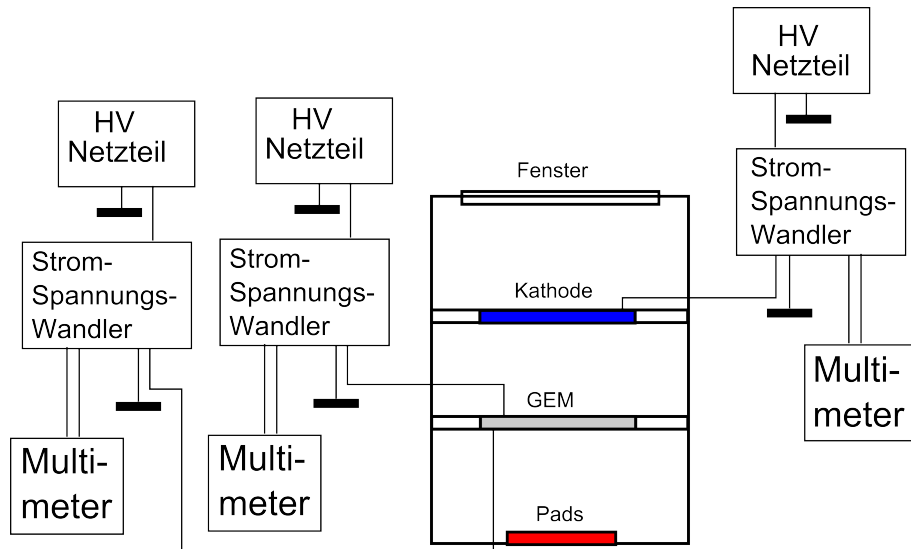 HV
Netzteil
Strom-
Spannungs-
Wandler
Multi-
meter
HV
Netzteil
Strom-
Spannungs-
Wandler
Multi-
meter
Fenster
Kathode
GEM
Pads
HV
Netzteil
Strom-
Spannungs-
Wandler
Multi-
meter